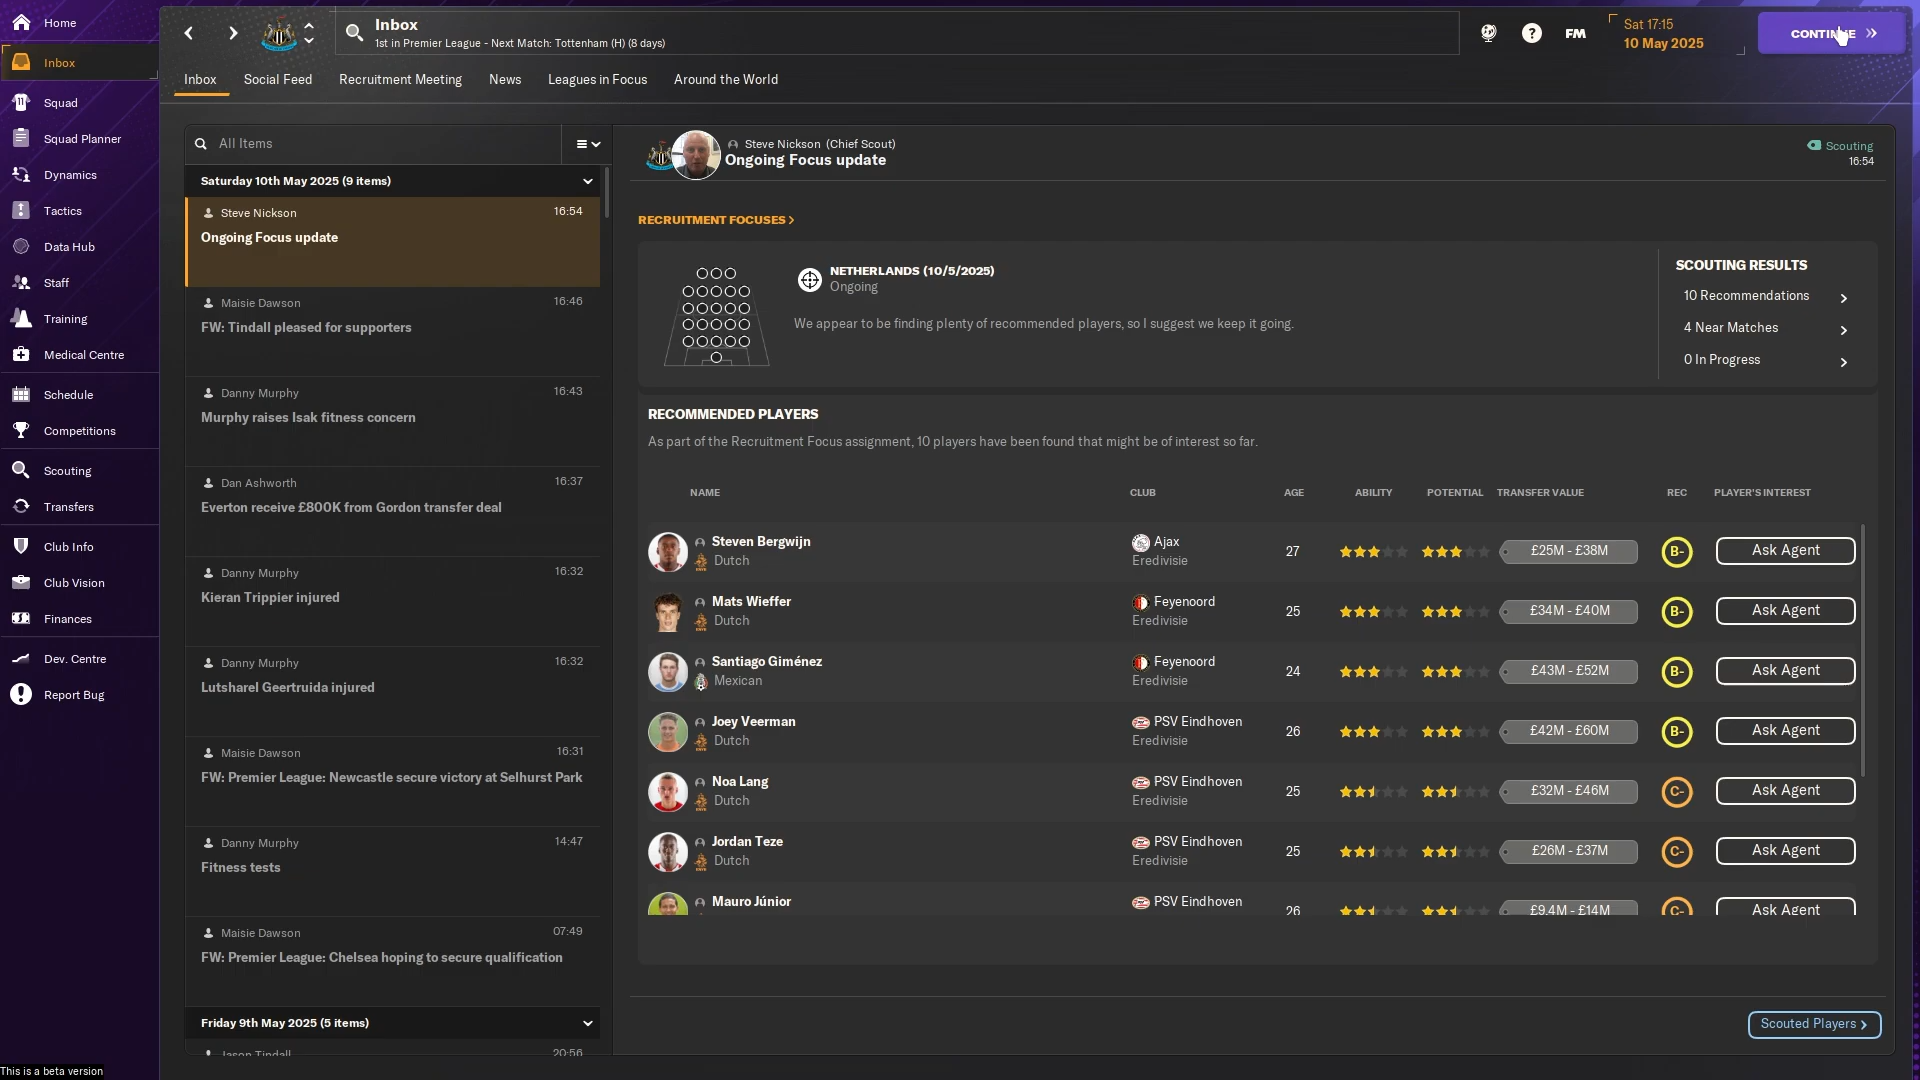 Home
Inbox
Squad
Squad Planner
Dynamics
Tactics
Data Hub
Staff
Training
Medical Centre
Schedule
Competitions
Scouting
Transfers
Club Info
Club Vision
Finances
Dev. Centre
Report Bug
This is a beta version
Inbox
1st in Premier League - Next Match: Tottenham (H) (8 days)
FM
Sat 17:15
10 May 2025
CONTINUE
Inbox Social Feed Recruitment Meeting News Leagues in Focus Around the World
All Items
Saturday 10th May 2025 (9 items)
Steve Nickson 16:54
Ongoing Focus update
Maisie Dawson 16:46
FW: Tindall pleased for supporters
Danny Murphy 16:43
Murphy raises Isak fitness concern
Dan Ashworth 16:37
Everton receive £800K from Gordon transfer deal
Danny Murphy 16:32
Kieran Trippier injured
Danny Murphy 16:32
Lutsharel Geertruida injured
Maisie Dawson 16:31
FW: Premier League: Newcastle secure victory at Selhurst Park
Danny Murphy 14:47
Fitness tests
Maisie Dawson 07:49
FW: Premier League: Chelsea hoping to secure qualification
Friday 9th May 2025 (5 items)
Jason Tindall 20:56
Steve Nickson (Chief Scout)
Ongoing Focus update
Scouting
16:54
RECRUITMENT FOCUSES >
NETHERLANDS (10/5/2025)
Ongoing
We appear to be finding plenty of recommended players, so I suggest we keep it going.
SCOUTING RESULTS
10 Recommendations
4 Near Matches
0 In Progress
RECOMMENDED PLAYERS
As part of the Recruitment Focus assignment, 10 players have been found that might be of interest so far.
NAME CLUB AGE ABILITY POTENTIAL TRANSFER VALUE REC PLAYER'S INTEREST
Steven Bergwijn Ajax 27 £25M - £38M B- Ask Agent
Dutch Eredivisie
Mats Wieffer Feyenoord 25 £34M - £40M B- Ask Agent
Dutch Eredivisie
Santiago Giménez Feyenoord 24 £43M - £52M B- Ask Agent
Mexican Eredivisie
Joey Veerman PSV Eindhoven 26 £42M - £60M B- Ask Agent
Dutch Eredivisie
Noa Lang PSV Eindhoven 25 £32M - £46M C- Ask Agent
Dutch Eredivisie
Jordan Teze PSV Eindhoven 25 £26M - £37M C- Ask Agent
Dutch Eredivisie
Mauro Júnior PSV Eindhoven 26 £9.4M - £14M C- Ask Agent
Scouted Players >